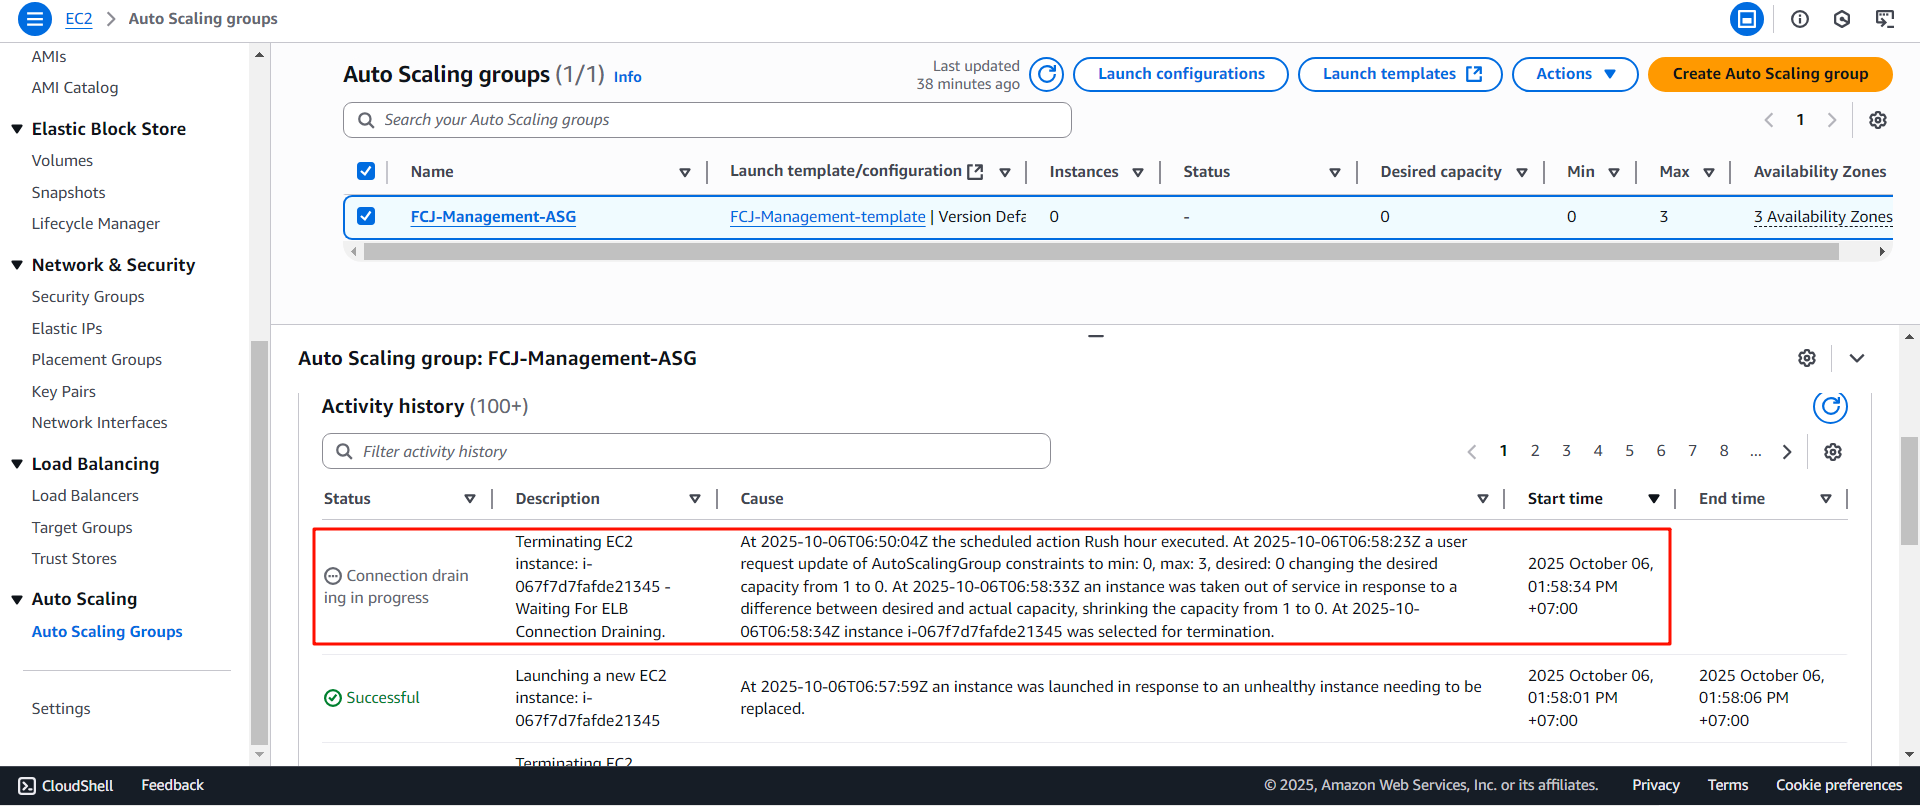 EC2
Auto Scaling groups
AMIs
AMI Catalog
Elastic Block Store
Volumes
Snapshots
Lifecycle Manager
Network & Security
Security Groups
Elastic IPs
Placement Groups
Key Pairs
Network Interfaces
Load Balancing
Load Balancers
Target Groups
Trust Stores
Auto Scaling
Auto Scaling Groups
Settings
Auto Scaling groups (1/1) Info
Last updated
38 minutes ago
Launch configurations
Launch templates
Actions
Create Auto Scaling group
Search your Auto Scaling groups
1
Name Launch template/configuration Instances Status Desired capacity Min Max Availability Zones
FCJ-Management-ASG FCJ-Management-template | Version Defa 0 - 0 0 3 3 Availability Zones
Auto Scaling group: FCJ-Management-ASG
Activity history (100+)
Filter activity history
1 2 3 4 5 6 7 8 ...
Status Description Cause Start time End time
Connection drain
ing in progress
Terminating EC2
instance: i-
067f7d7fafde21345 -
Waiting For ELB
Connection Draining.
At 2025-10-06T06:50:04Z the scheduled action Rush hour executed. At 2025-10-06T06:58:23Z a user
request update of AutoScalingGroup constraints to min: 0, max: 3, desired: 0 changing the desired
capacity from 1 to 0. At 2025-10-06T06:58:33Z an instance was taken out of service in response to a
difference between desired and actual capacity, shrinking the capacity from 1 to 0. At 2025-10-
06T06:58:34Z instance i-067f7d7fafde21345 was selected for termination.
2025 October 06,
01:58:34 PM
+07:00
Successful
Launching a new EC2
instance: i-
067f7d7fafde21345
At 2025-10-06T06:57:59Z an instance was launched in response to an unhealthy instance needing to be
replaced.
2025 October 06,
01:58:01 PM
+07:00
2025 October 06,
01:58:06 PM
+07:00
Terminating EC2
CloudShell
Feedback
© 2025, Amazon Web Services, Inc. or its affiliates.
Privacy
Terms
Cookie preferences